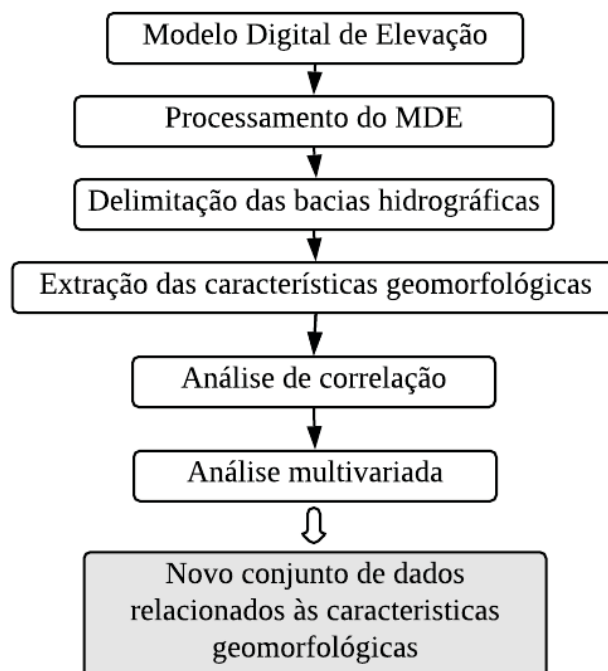 Modelo Digital de Elevação
Processamento do MDE
Delimitação das bacias hidrográficas
Extração das características geomorfológicas
Análise de correlação
Análise multivariada
Novo conjunto de dados
relacionados às caracteristicas
geomorfológicas